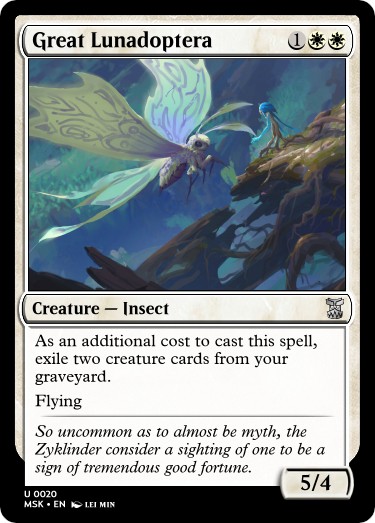 Great Lunadoptera 1
Creature — Insect
As an additional cost to cast this spell,
exile two creature cards from your
graveyard.
Flying
So uncommon as to almost be myth, the
Zyklinder consider a sighting of one to be a
sign of tremendous good fortune.
5/4
U 0020
MSK • EN LEI MIN